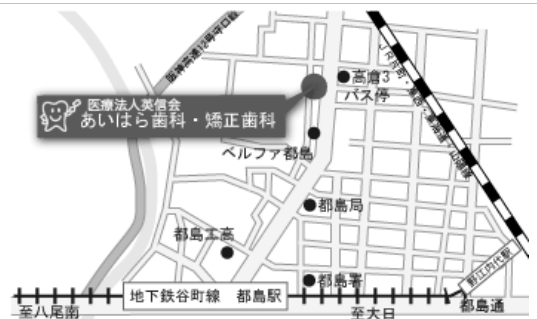 阪神高速12号守口線
JR
高倉3
バス停
医療法人英信会
あいはら歯科・矯正歯科
ベルファ都島
都島局
都島工高
都島署
野江内代駅
地下鉄谷町線 都島駅
至八尾南
至大日
都島通